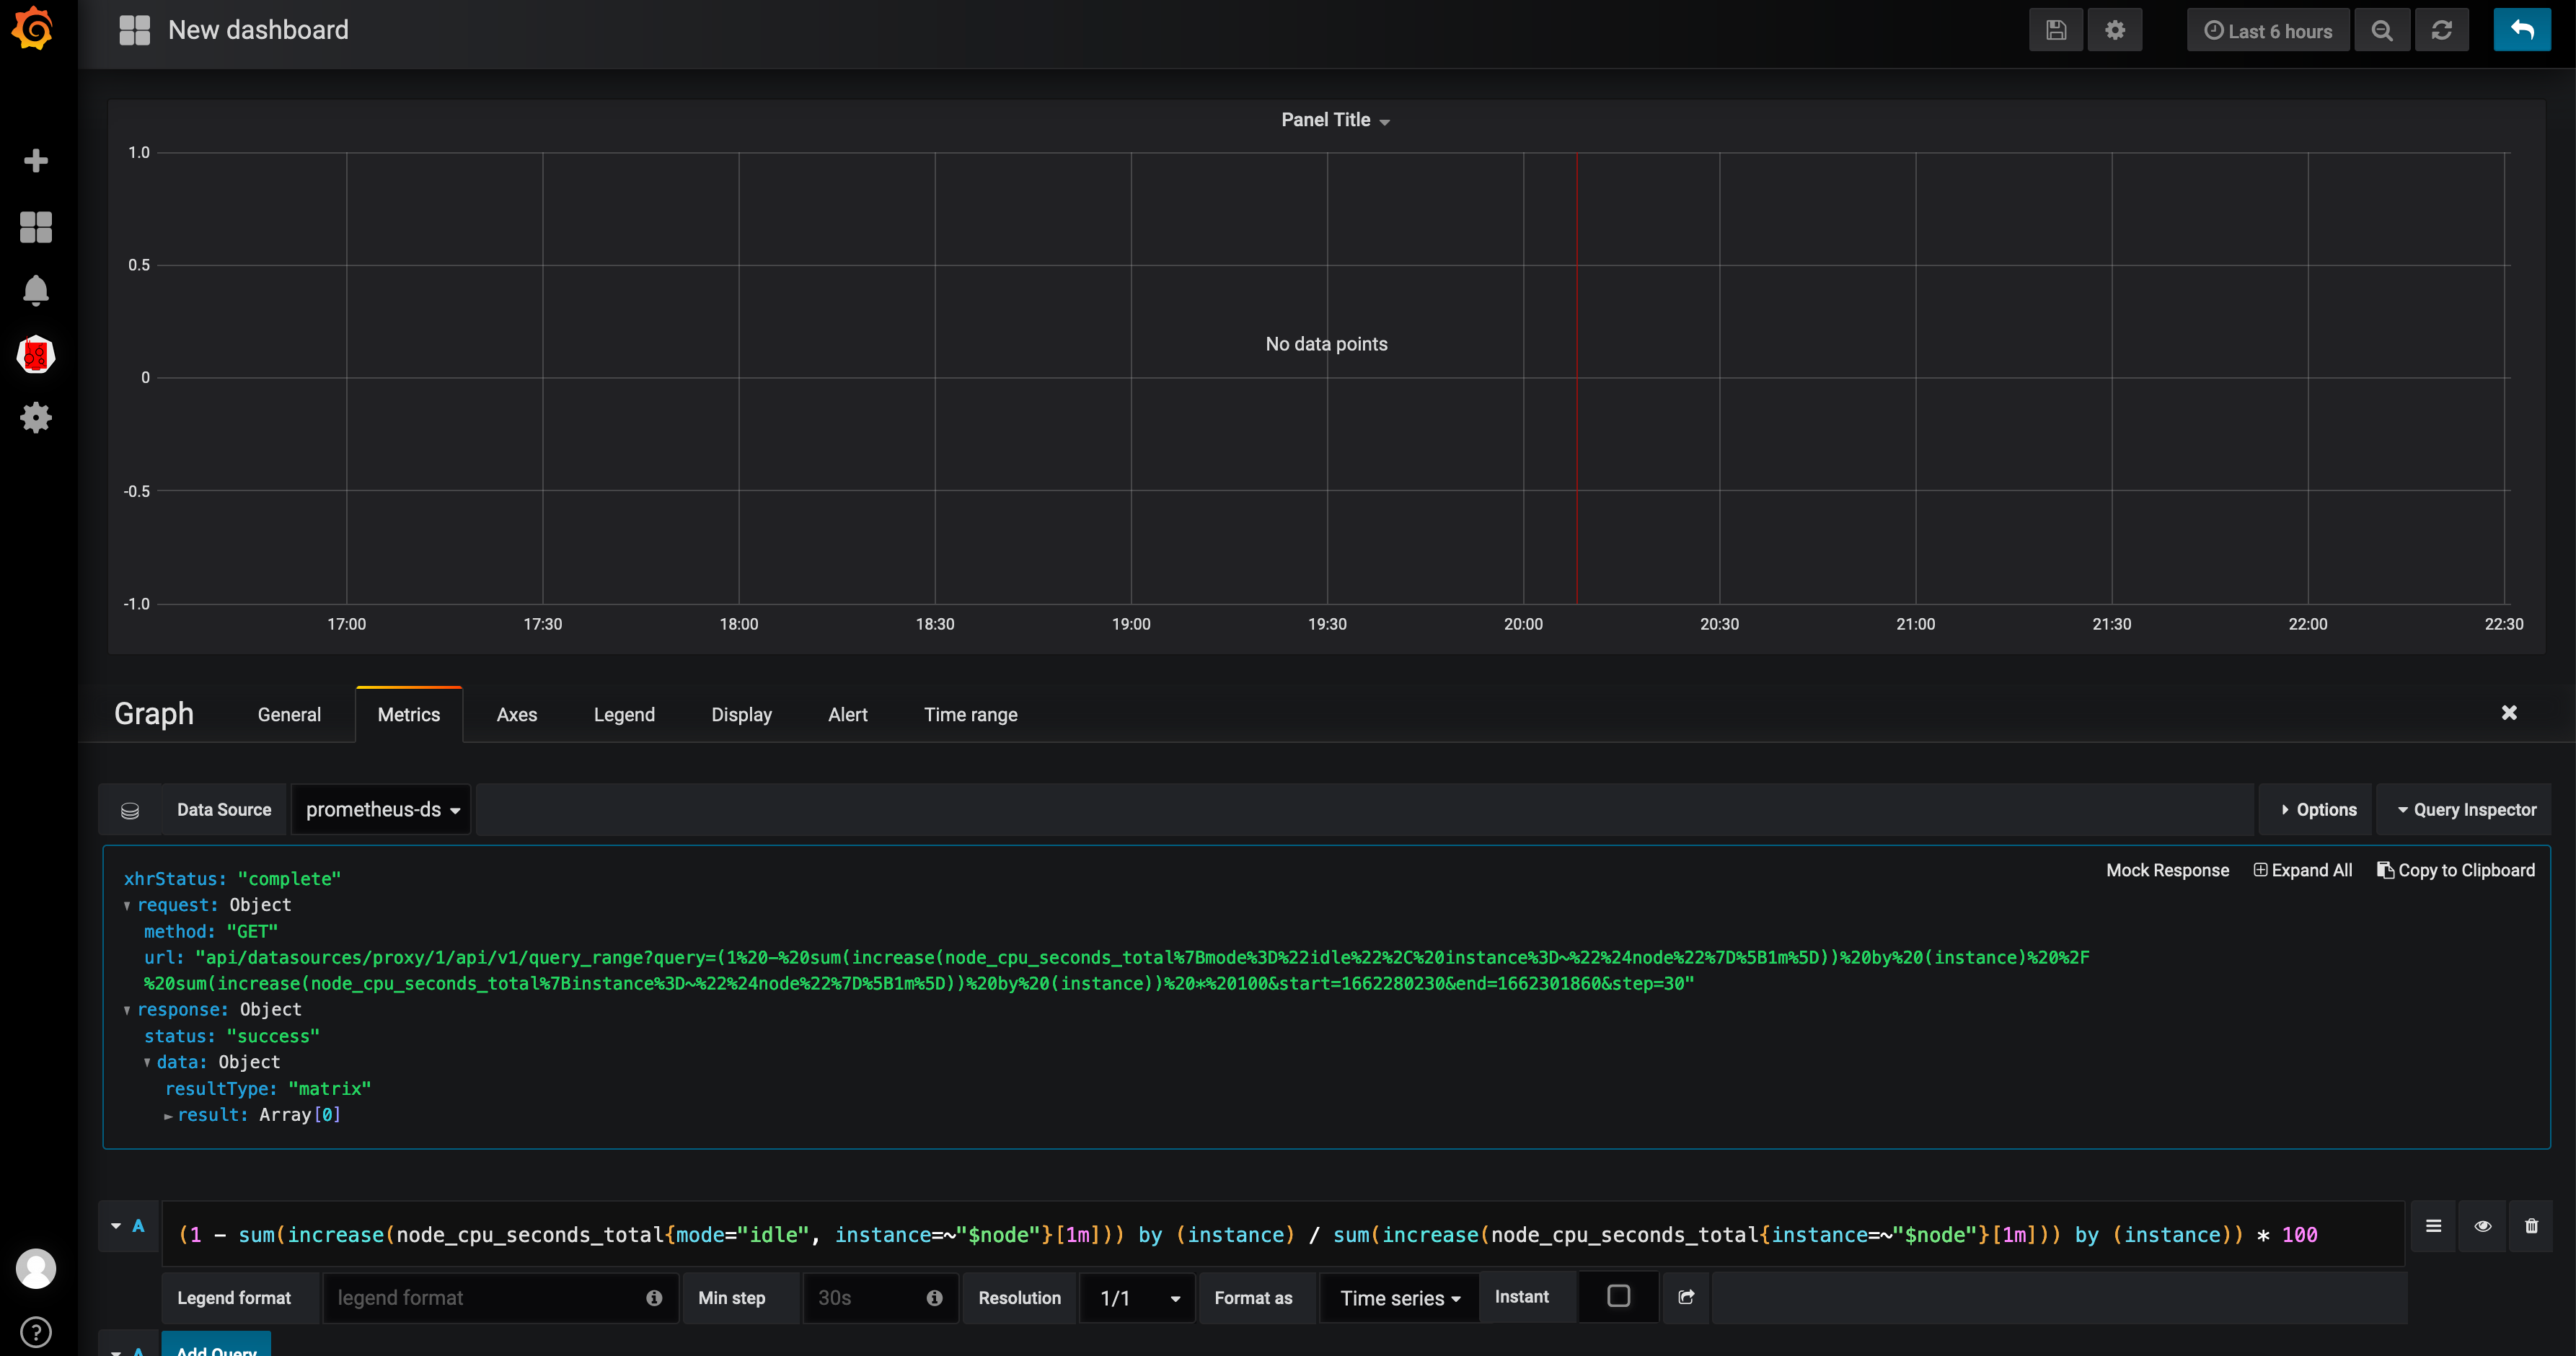 New dashboard
Last 6 hours
Panel Title
1.0
0.5
No data points
0
-0.5
-1.0
17:00 17:30 18:00 18:30 19:00 19:30 20:00 20:30 21:00 21:30 22:00 22:30
Graph General Metrics Axes Legend Display Alert Time range
Data Source prometheus-ds Options Query Inspector
Mock Response Expand All Copy to Clipboard
xhrStatus: "complete"
request: Object
method: "GET"
url: "api/datasources/proxy/1/api/v1/query_range?query=(1%20-%20sum(increase(node_cpu_seconds_total%7Bmode%3D%22idle%22%2C%20instance%3D~%22%24node%22%7D%5B1m%5D))%20by%20(instance)%20%2F
%20sum(increase(node_cpu_seconds_total%7Binstance%3D~%22%24node%22%7D%5B1m%5D))%20by%20(instance))%20*%20100&start=1662280230&end=1662301860&step=30"
response: Object
status: "success"
data: Object
resultType: "matrix"
result: Array[0]
A (1 - sum(increase(node_cpu_seconds_total{mode="idle", instance=~"$node"}[1m])) by (instance) / sum(increase(node_cpu_seconds_total{instance=~"$node"}[1m])) by (instance)) * 100
Legend format legend format Min step 30s Resolution 1/1 Format as Time series Instant
A Add Query